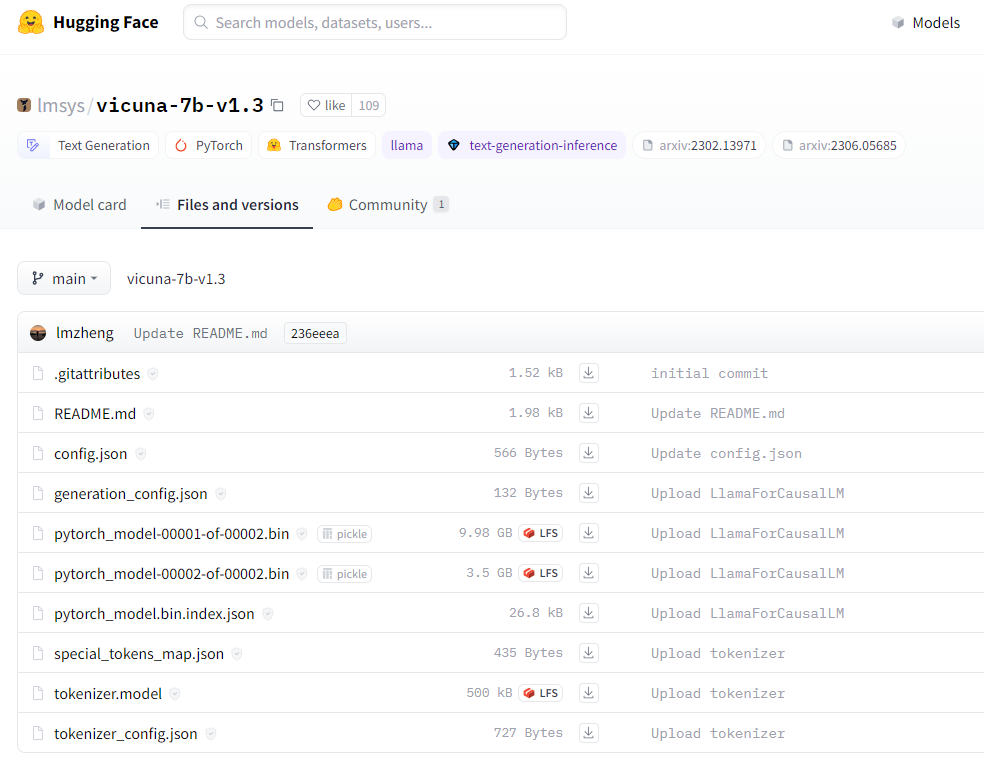 Hugging Face Search models, datasets, users... Models
lmsys/vicuna-7b-v1.3 like 109
Text Generation PyTorch Transformers llama text-generation-inference arxiv:2302.13971 arxiv:2306.05685
Model card Files and versions Community 1
main vicuna-7b-v1.3
lmzheng Update README.md 236eeea
.gitattributes 1.52 kB initial commit
README.md 1.98 kB Update README.md
config.json 566 Bytes Update config.json
generation_config.json 132 Bytes Upload LlamaForCausalLM
pytorch_model-00001-of-00002.bin pickle 9.98 GB LFS Upload LlamaForCausalLM
pytorch_model-00002-of-00002.bin pickle 3.5 GB LFS Upload LlamaForCausalLM
pytorch_model.bin.index.json 26.8 kB Upload LlamaForCausalLM
special_tokens_map.json 435 Bytes Upload tokenizer
tokenizer.model 500 kB LFS Upload tokenizer
tokenizer_config.json 727 Bytes Upload tokenizer